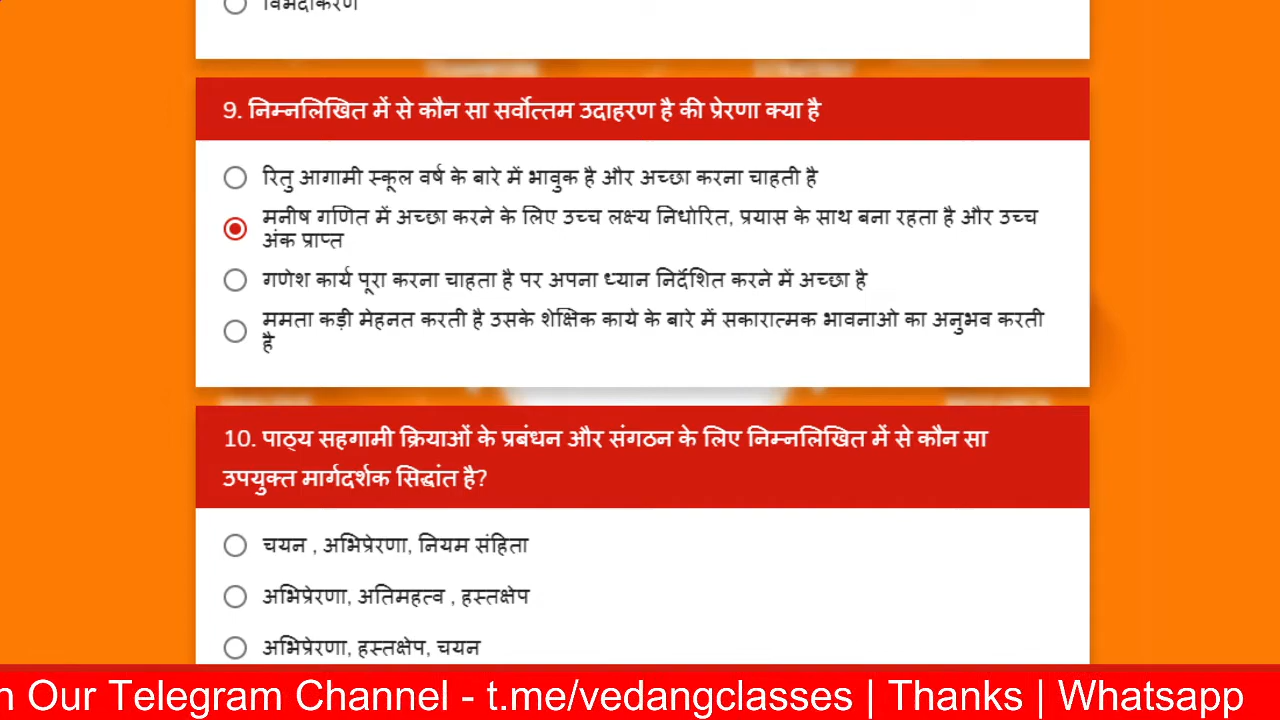 विभेदीकरण
9. निम्नलिखित में से कौन सा सर्वोत्तम उदाहरण है की प्रेरणा क्या है
रितु आगामी स्कूल वर्ष के बारे में भावुक है और अच्छा करना चाहती है
मनीष गणित में अच्छा करने के लिए उच्च लक्ष्य निर्धारित, प्रयास के साथ बना रहता है और उच्च
अंक प्राप्त
गणेश कार्य पूरा करना चाहता है पर अपना ध्यान निर्देशित करने में अच्छा है
ममता कड़ी मेहनत करती है उसके शैक्षिक कार्य के बारे में सकारात्मक भावनाओ का अनुभव करती
है
10. पाठ्य सहगामी क्रियाओं के प्रबंधन और संगठन के लिए निम्नलिखित में से कौन सा
उपयुक्त मार्गदर्शक सिद्धांत है?
चयन , अभिप्रेरणा, नियम संहिता
अभिप्रेरणा, अतिमहत्व , हस्तक्षेप
अभिप्रेरणा, हस्तक्षेप, चयन
n Our Telegram Channel - t.me/vedangclasses | Thanks | Whatsapp